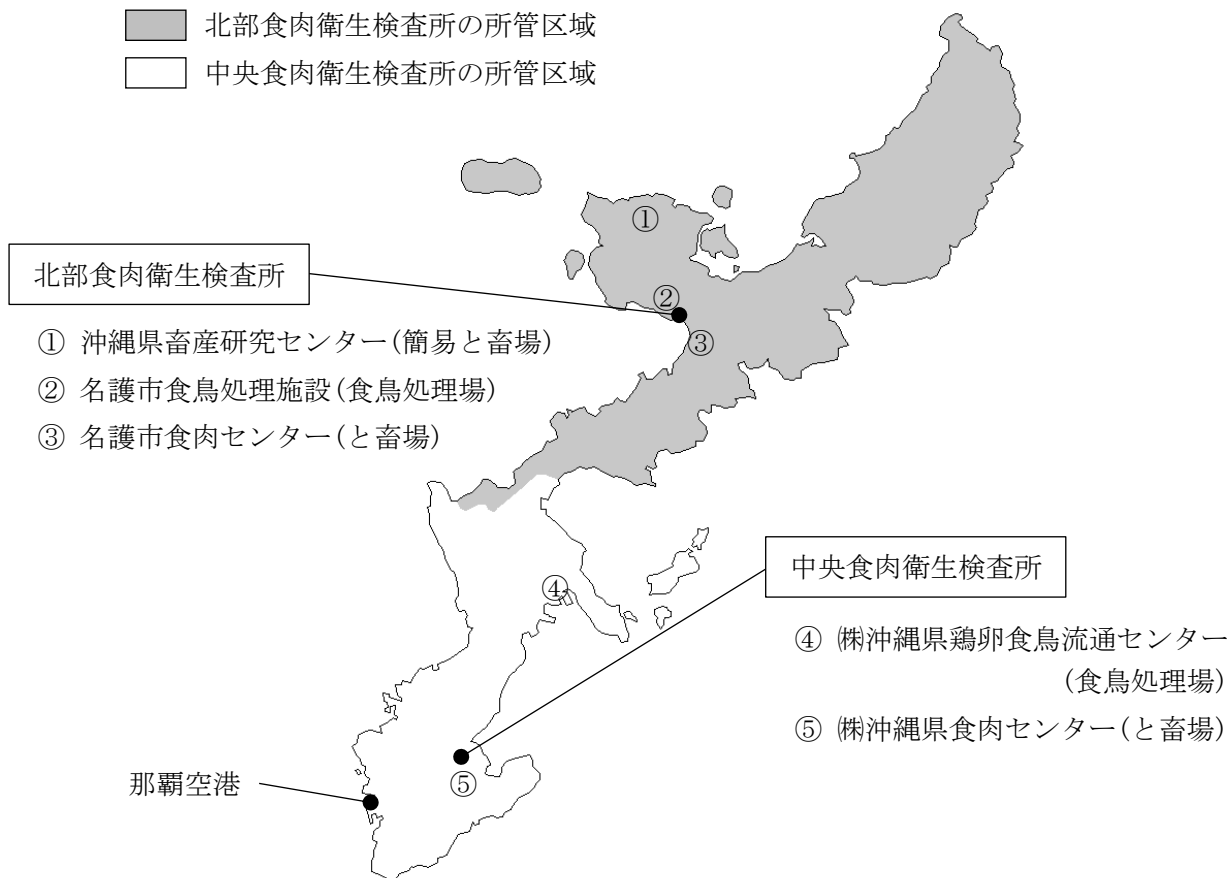 北部食肉衛生検査所の所管区域
中央食肉衛生検査所の所管区域
①
北部食肉衛生検査所
②
③
① 沖縄県畜産研究センター(簡易と畜場)
② 名護市食鳥処理施設(食鳥処理場)
③ 名護市食肉センター(と畜場)
中央食肉衛生検査所
④
④ ㈱沖縄県鶏卵食鳥流通センター
(食鳥処理場)
⑤ ㈱沖縄県食肉センター(と畜場)
⑤
那覇空港